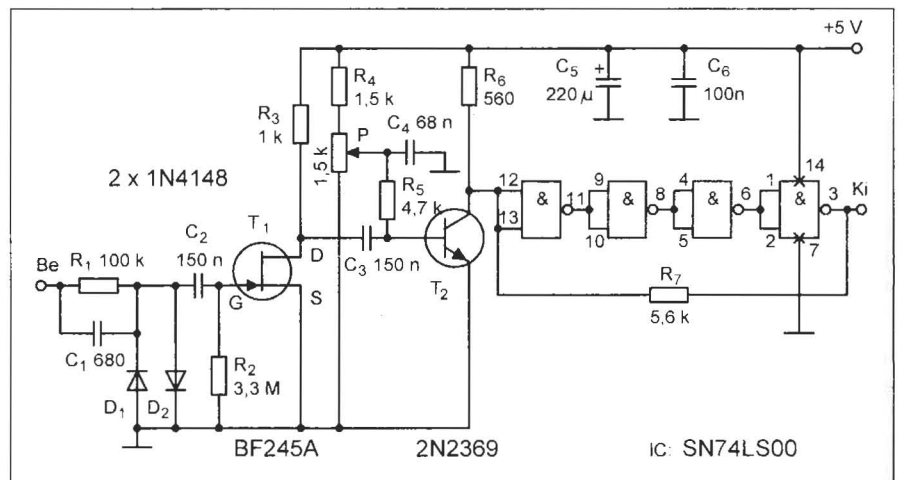 +5 V
R3
1 k
R4
1,5 k
P
1,5 k
C4 68 n
R5
4,7 k
R6
560
C5
+
220 µ
C6
100n
2 x 1N4148
12
13
&
11
9
10
&
8
4
5
&
6
1
2
&
14
7
3
Ki
C2
150 n
T1
D
G
S
C3 150 n
T2
R7
5,6 k
Be
R1 100 k
C1 680
D1
D2
R2
3,3 M
BF245A
2N2369
IC: SN74LS00